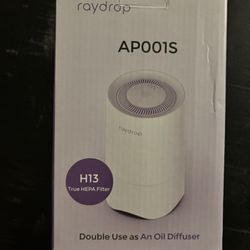 raydrop
AP001S
raydrop
H13
True HEPA Filter
Double Use as An Oil Diffuser